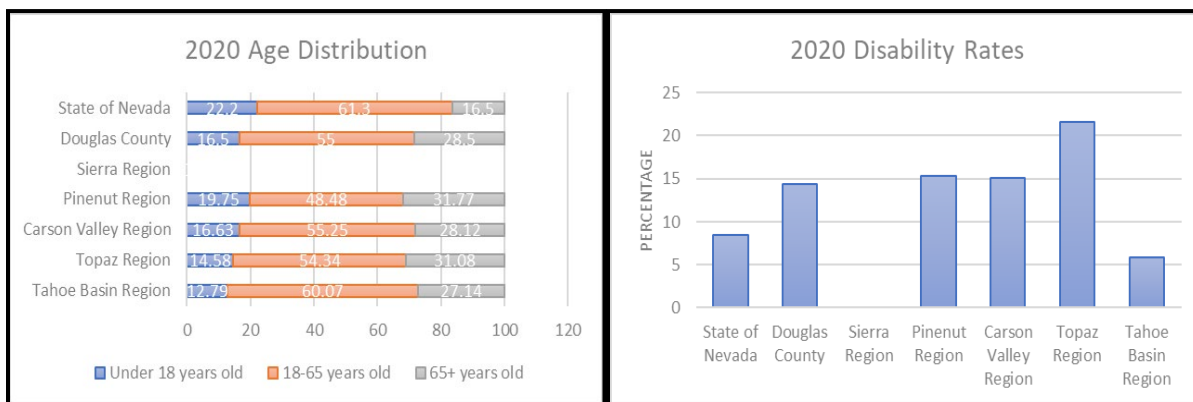 2020 Age Distribution
State of Nevada 22.2 61.3 16.5
Douglas County 16.5 55 28.5
Sierra Region
Pinenut Region 19.75 48.48 31.77
Carson Valley Region 16.63 55.25 28.12
Topaz Region 14.58 54.34 31.08
Tahoe Basin Region 12.79 60.07 27.14
0 20 40 60 80 100 120
Under 18 years old 18-65 years old 65+ years old
2020 Disability Rates
PERCENTAGE
25
20
15
10
5
0
State of Nevada
Douglas County
Sierra Region
Pinenut Region
Carson Valley Region
Topaz Region
Tahoe Basin Region